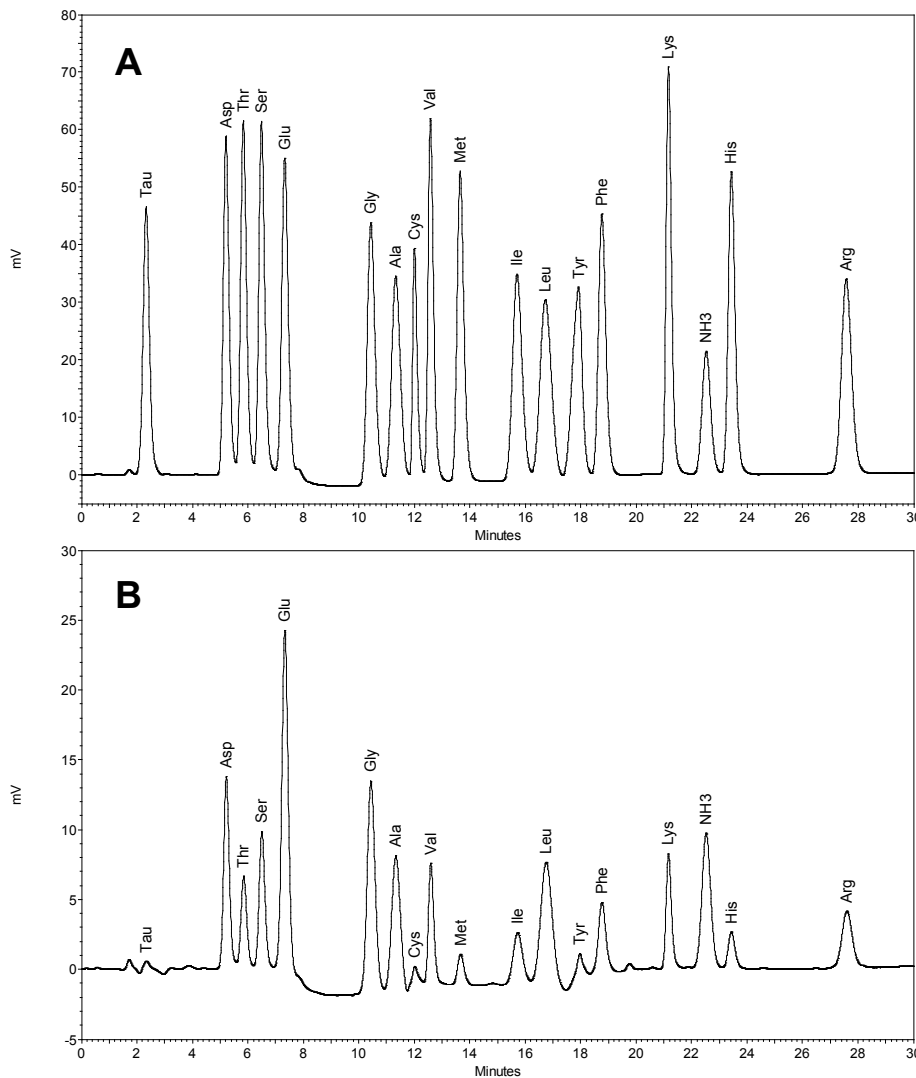 A
mV
80
70
60
50
40
30
20
10
0
Tau
Asp
Thr
Ser
Glu
Gly
Ala
Cys
Val
Met
Ile
Leu
Tyr
Phe
Lys
NH3
His
Arg
0 2 4 6 8 10 12 14 16 18 20 22 24 26 28 30
Minutes
B
mV
30
25
20
15
10
5
0
-5
Tau
Asp
Thr
Ser
Glu
Gly
Ala
Cys
Val
Met
Ile
Leu
Tyr
Phe
Lys
NH3
His
Arg
0 2 4 6 8 10 12 14 16 18 20 22 24 26 28 30
Minutes